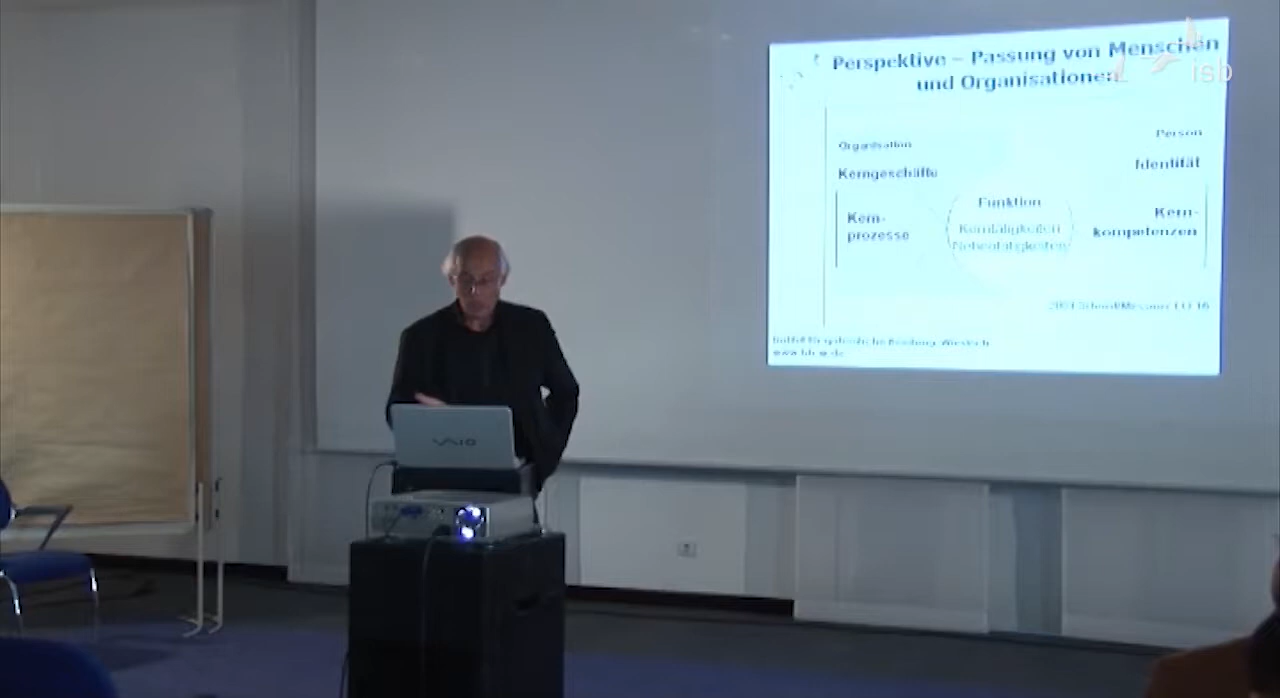 Perspektive – Passung von Menschen
und Organisationen
isb
Organisation
Person
Kerngeschäfte
Identität
Funktion
Kern-
prozesse
Kern-
kompetenzen
Kerntätigkeiten
Nebentätigkeiten
VAIO